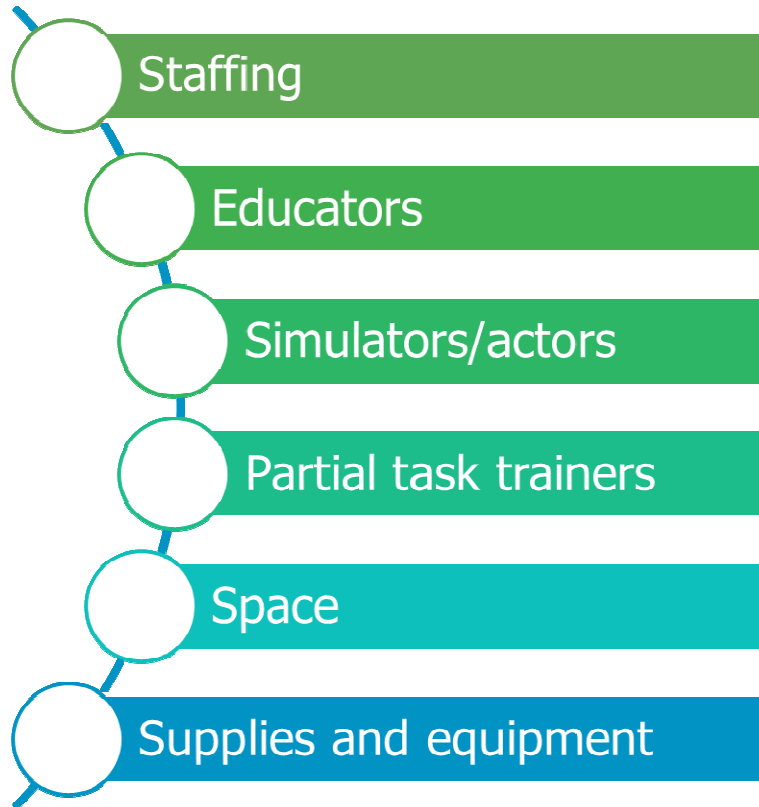 Staffing
Educators
Simulators/actors
Partial task trainers
Space
Supplies and equipment